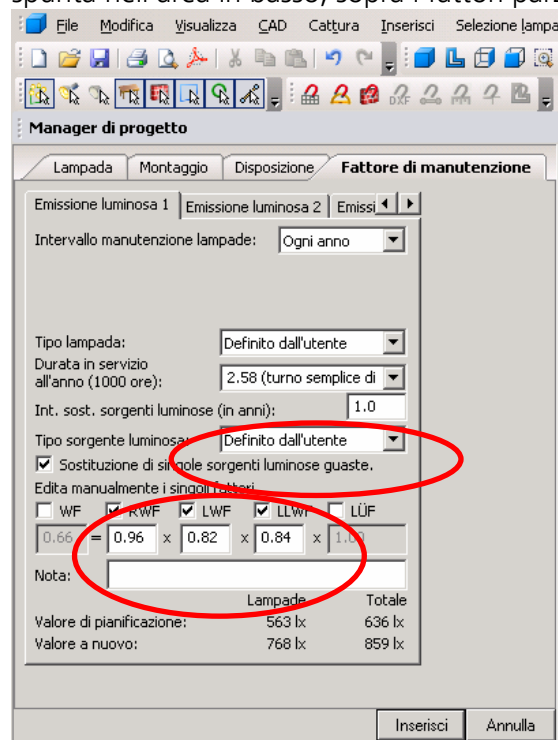 File Modifica Visualizza CAD Cattura Inserisci Selezione lampa
DXF
Manager di progetto
Lampada Montaggio Disposizione Fattore di manutenzione
Emissione luminosa 1 Emissione luminosa 2 Emissi
Intervallo manutenzione lampade: Ogni anno
Tipo lampada: Definito dall'utente
Durata in servizio
all'anno (1000 ore): 2.58 (turno semplice di
Int. sost. sorgenti luminose (in anni): 1.0
Tipo sorgente luminosa: Definito dall'utente
Sostituzione di singole sorgenti luminose guaste.
Edita manualmente i singoli fattori
WF RWF LWF LLWF LÜF
0.66 = 0.96 x 0.82 x 0.84 x 1.00
Nota:
Lampade Totale
Valore di pianificazione: 563 lx 636 lx
Valore a nuovo: 768 lx 859 lx
Inserisci Annulla